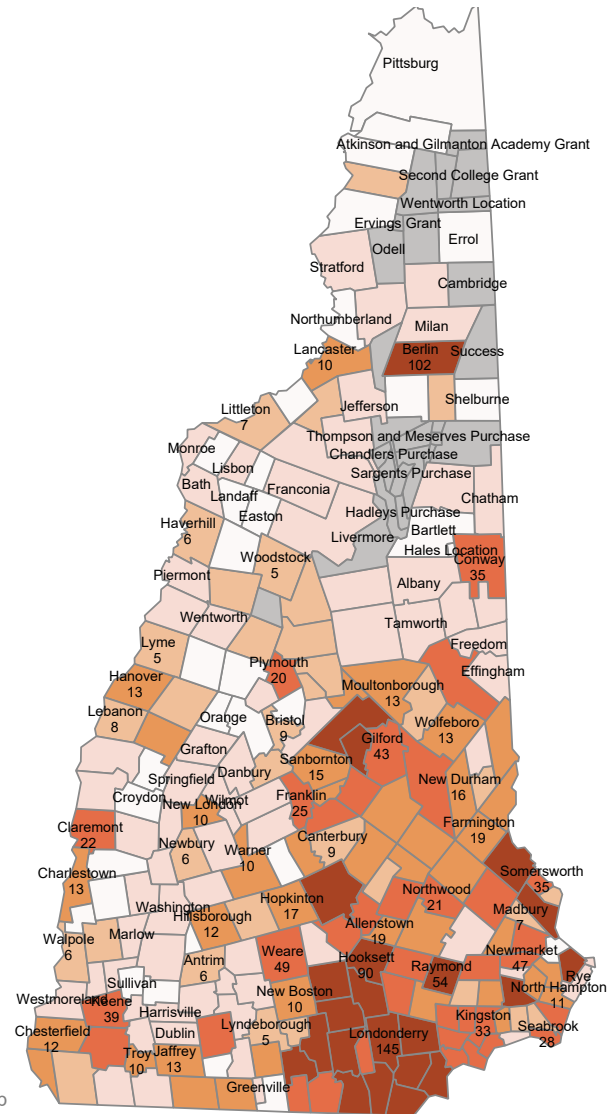 Pittsburg
Atkinson and Gilmanton Academy Grant
Second College Grant
Wentworth Location
Ervings Grant
Errol
Odell
Stratford
Cambridge
Northumberland
Milan
Lancaster
10
Berlin
102
Success
Jefferson
Shelburne
Littleton
7
Thompson and Meserves Purchase
Monroe
Chandlers Purchase
Lisbon
Sargents Purchase
Bath
Landaff
Franconia
Chatham
Easton
Hadleys Purchase
Haverhill
6
Bartlett
Livermore
Hales Location
Woodstock
5
Conway
35
Piermont
Albany
Wentworth
Tamworth
Lyme
5
Freedom
Plymouth
20
Effingham
Hanover
13
Moultonborough
13
Lebanon
8
Orange
Bristol
9
Wolfeboro
13
Gilford
43
Grafton
Sanbornton
15
Springfield
Danbury
New Durham
16
Croydon
Wilmot
New London
10
Franklin
25
Claremont
22
Farmington
19
Newbury
6
Warner
10
Canterbury
9
Charlestown
13
Somersworth
35
Northwood
21
Washington
Hopkinton
17
Madbury
7
Hillsborough
12
Allenstown
19
Walpole
6
Marlow
Newmarket
47
Weare
49
Hooksett
90
Antrim
6
Raymond
54
Rye
Sullivan
New Boston
10
North Hampton
11
Westmoreland
Keene
39
Harrisville
Kingston
33
Chesterfield
12
Dublin
Lyndeborough
5
Londonderry
145
Seabrook
28
Troy
10
Jaffrey
13
Greenville